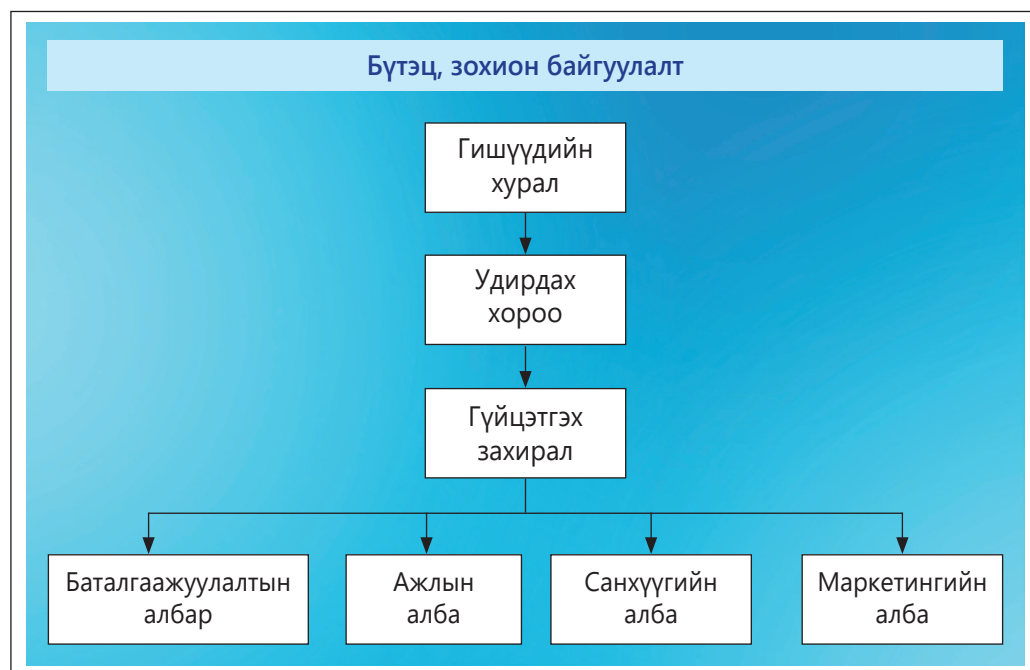 Бүтэц, зохион байгуулалт
Гишүүдийн
хурал
Удирдах
хороо
Гүйцэтгэх
захирал
Баталгаажуулалтын
албар
Ажлын
алба
Санхүүгийн
алба
Маркетингийн
алба